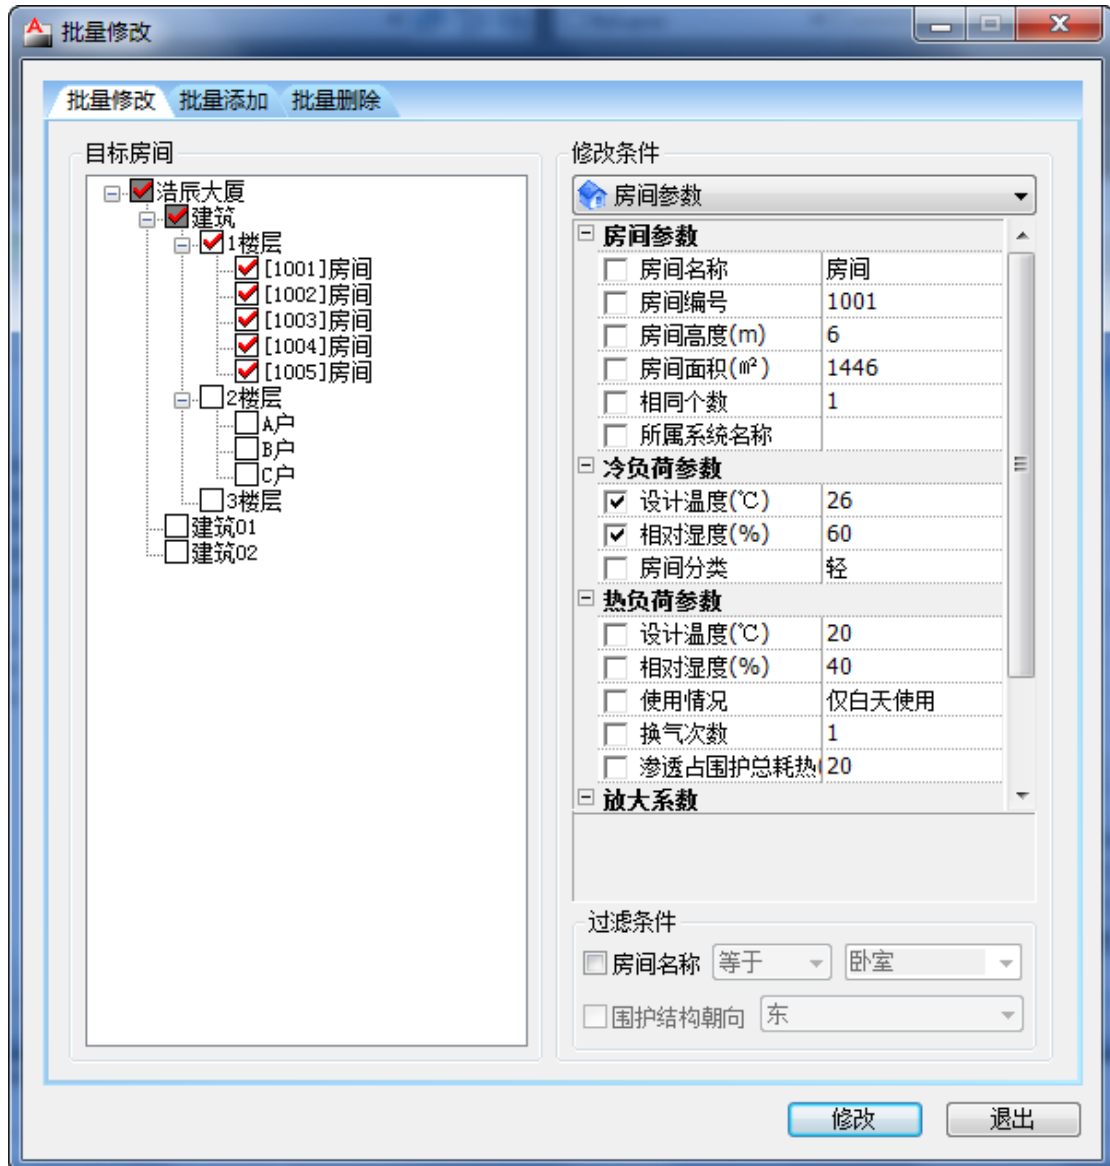 批量修改
批量修改 批量添加 批量删除
目标房间
浩辰大厦
建筑
1楼层
[1001]房间
[1002]房间
[1003]房间
[1004]房间
[1005]房间
2楼层
A户
B户
C户
3楼层
建筑01
建筑02
修改条件
房间参数
房间参数
房间名称 房间
房间编号 1001
房间高度(m) 6
房间面积(㎡) 1446
相同个数 1
所属系统名称
冷负荷参数
设计温度(℃) 26
相对湿度(%) 60
房间分类 轻
热负荷参数
设计温度(℃) 20
相对湿度(%) 40
使用情况 仅白天使用
换气次数 1
渗透占围护总耗热( 20
放大系数
过滤条件
房间名称 等于 卧室
围护结构朝向 东
修改 退出